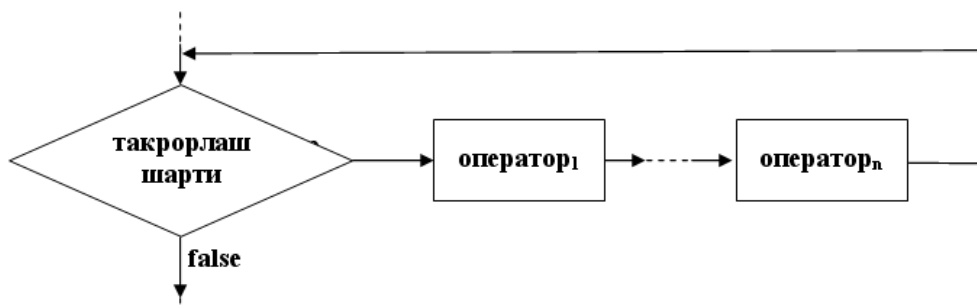 такрорлаш
шарти
оператор₁
операторₙ
false